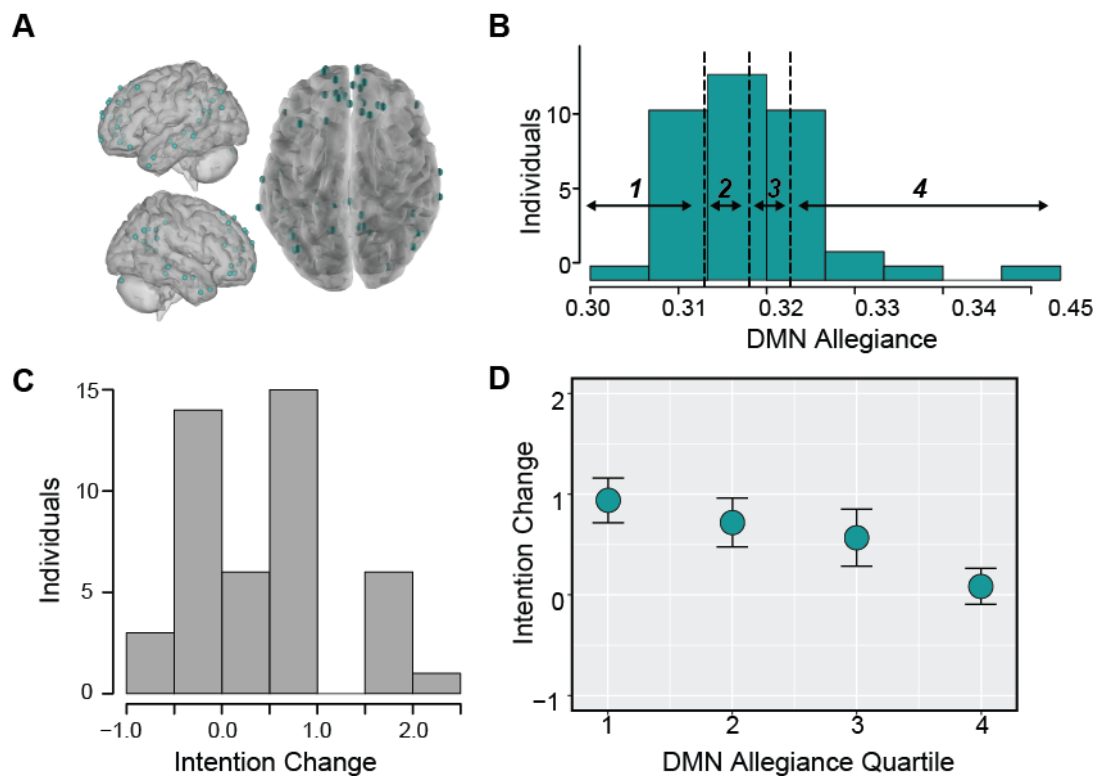 A
B
Individuals
10
5
0
1
2
3
4
0.30
0.31
0.32
0.33
0.34
0.45
DMN Allegiance
C
Individuals
15
10
5
0
−1.0
0.0
1.0
2.0
Intention Change
D
Intention Change
2
1
0
−1
1
2
3
4
DMN Allegiance Quartile